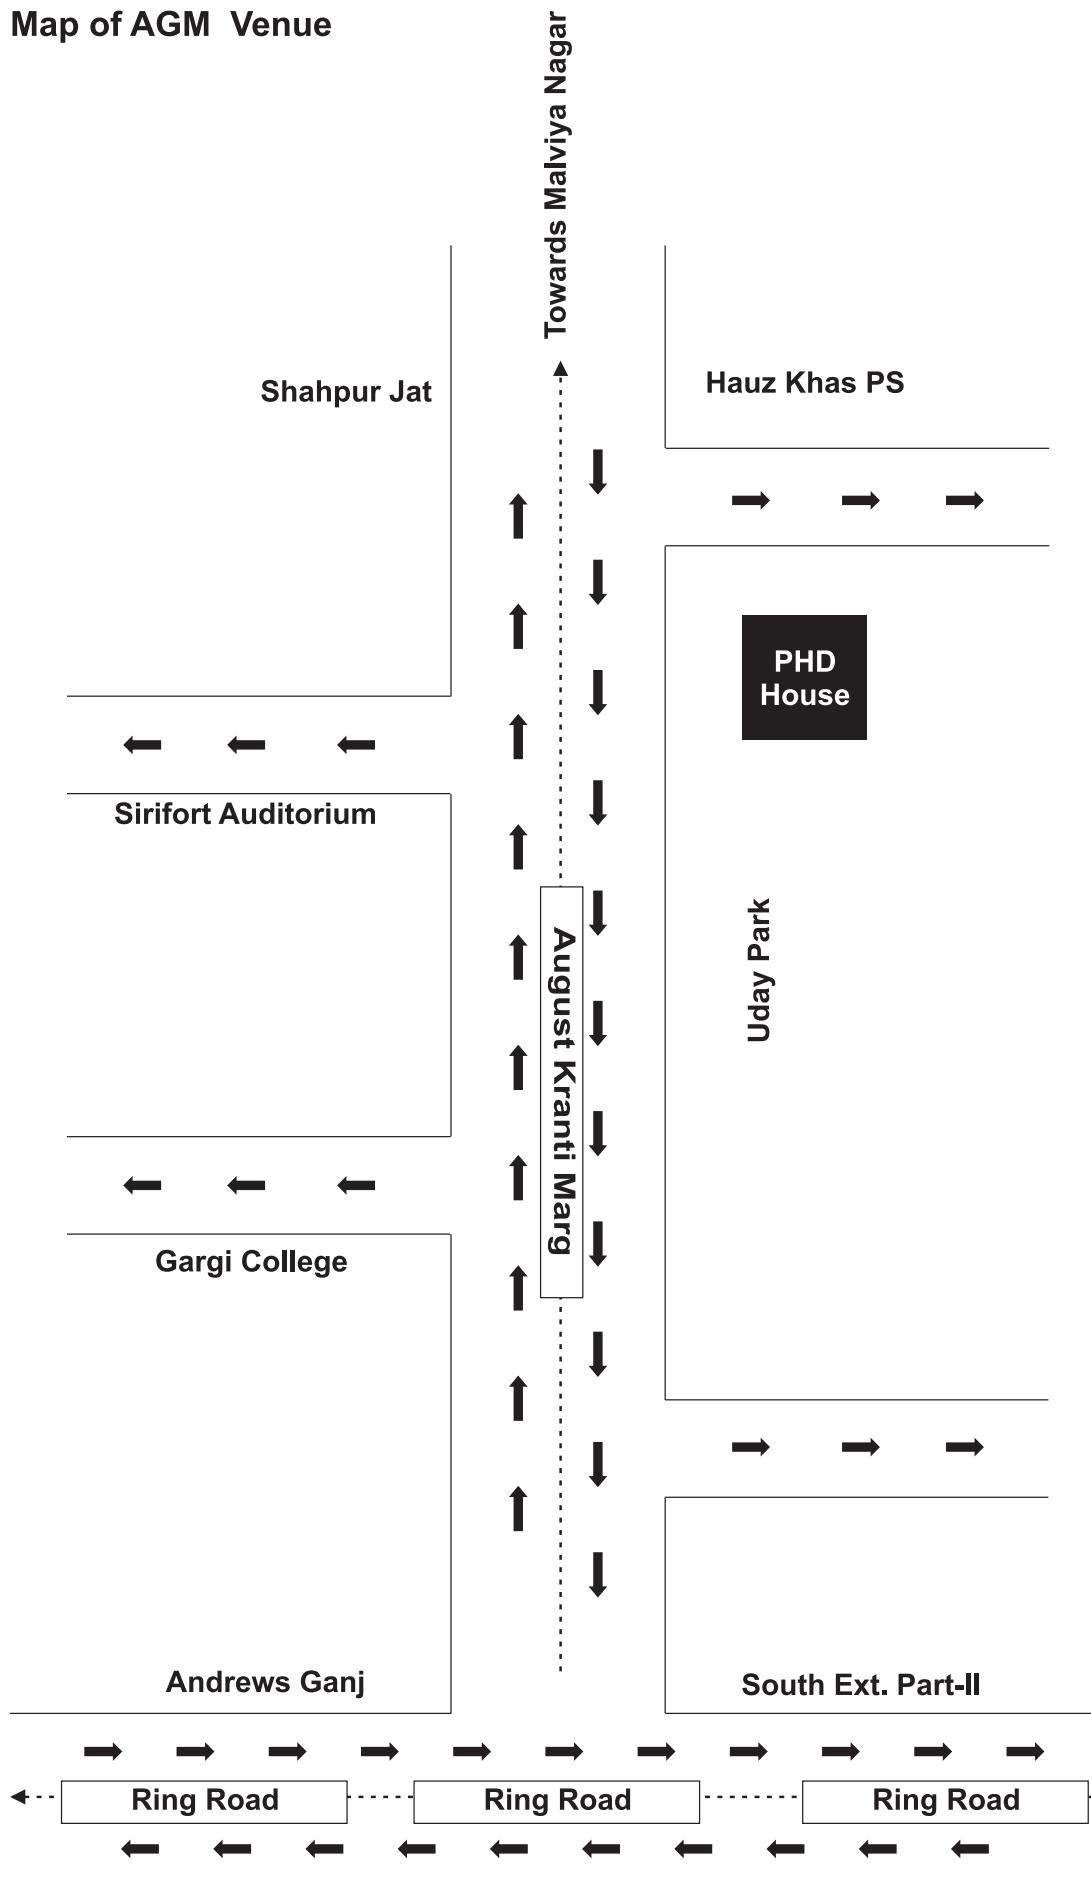 Map of AGM  Venue
Towards Malviya Nagar
Shahpur Jat
Hauz Khas PS
PHD
House
Sirifort Auditorium
August Kranti Marg
Uday Park
Gargi College
Andrews Ganj
South Ext. Part-II
Ring Road
Ring Road
Ring Road